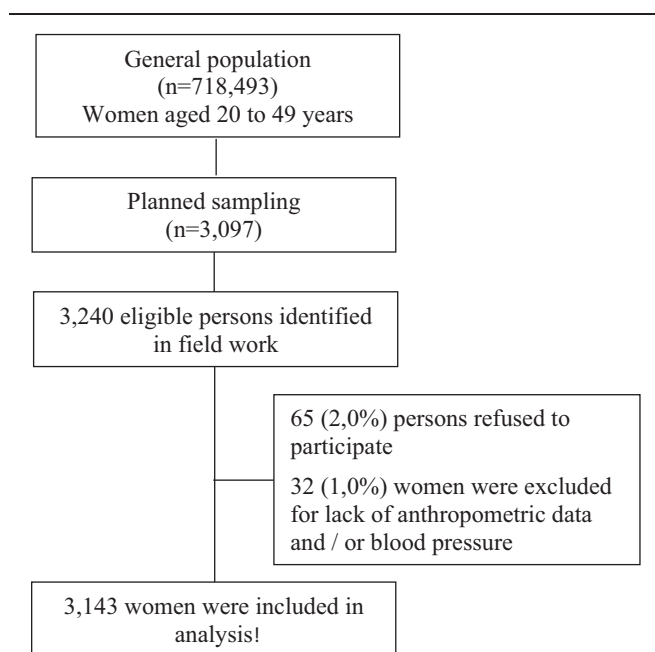 General population
(n=718,493)
Women aged 20 to 49 years
Planned sampling
(n=3,097)
3,240 eligible persons identified
in field work
65 (2,0%) persons refused to
participate
32 (1,0%) women were excluded
for lack of anthropometric data
and / or blood pressure
3,143 women were included in
analysis!